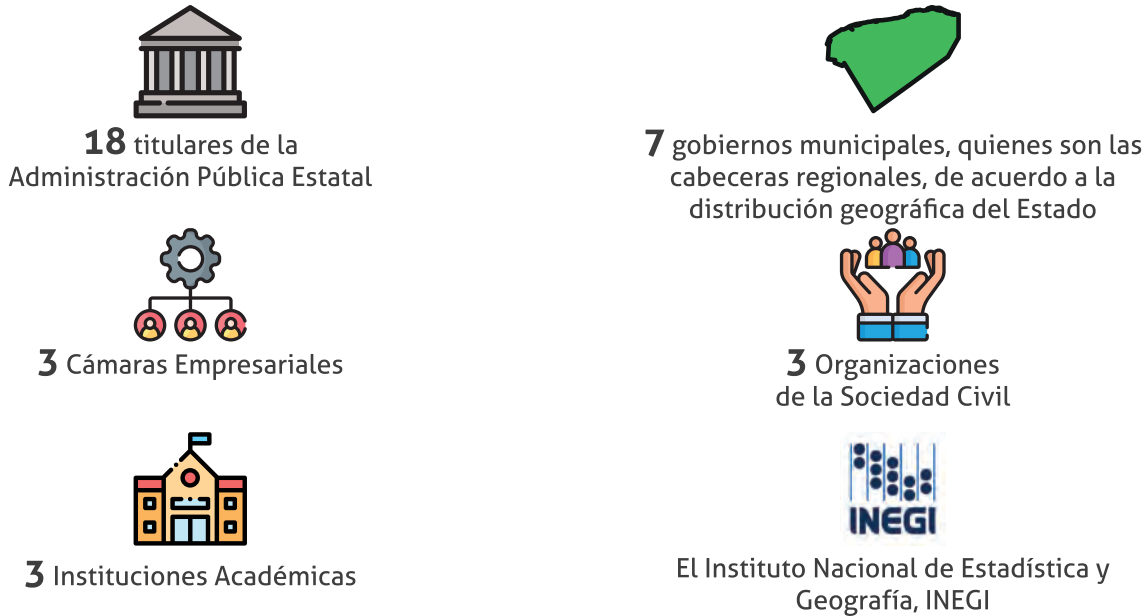 18 titulares de la
Administración Pública Estatal
7 gobiernos municipales, quienes son las
cabeceras regionales, de acuerdo a la
distribución geográfica del Estado
3 Cámaras Empresariales
3 Organizaciones
de la Sociedad Civil
3 Instituciones Académicas
INEGI
El Instituto Nacional de Estadística y
Geografía, INEGI